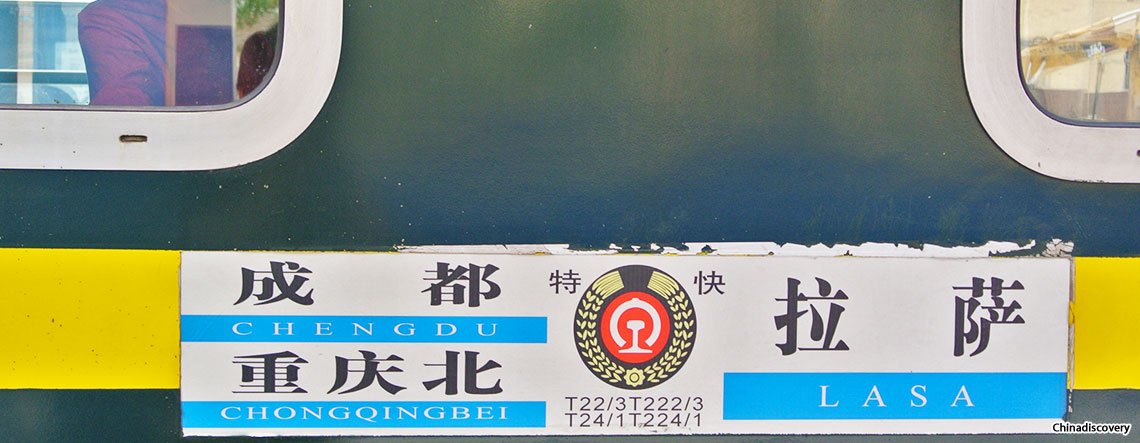 成都
CHENGDU
重庆北
CHONGQINGBEI
特快
T22/3T222/3
T24/1T224/1
拉萨
LASA
Chinadiscovery